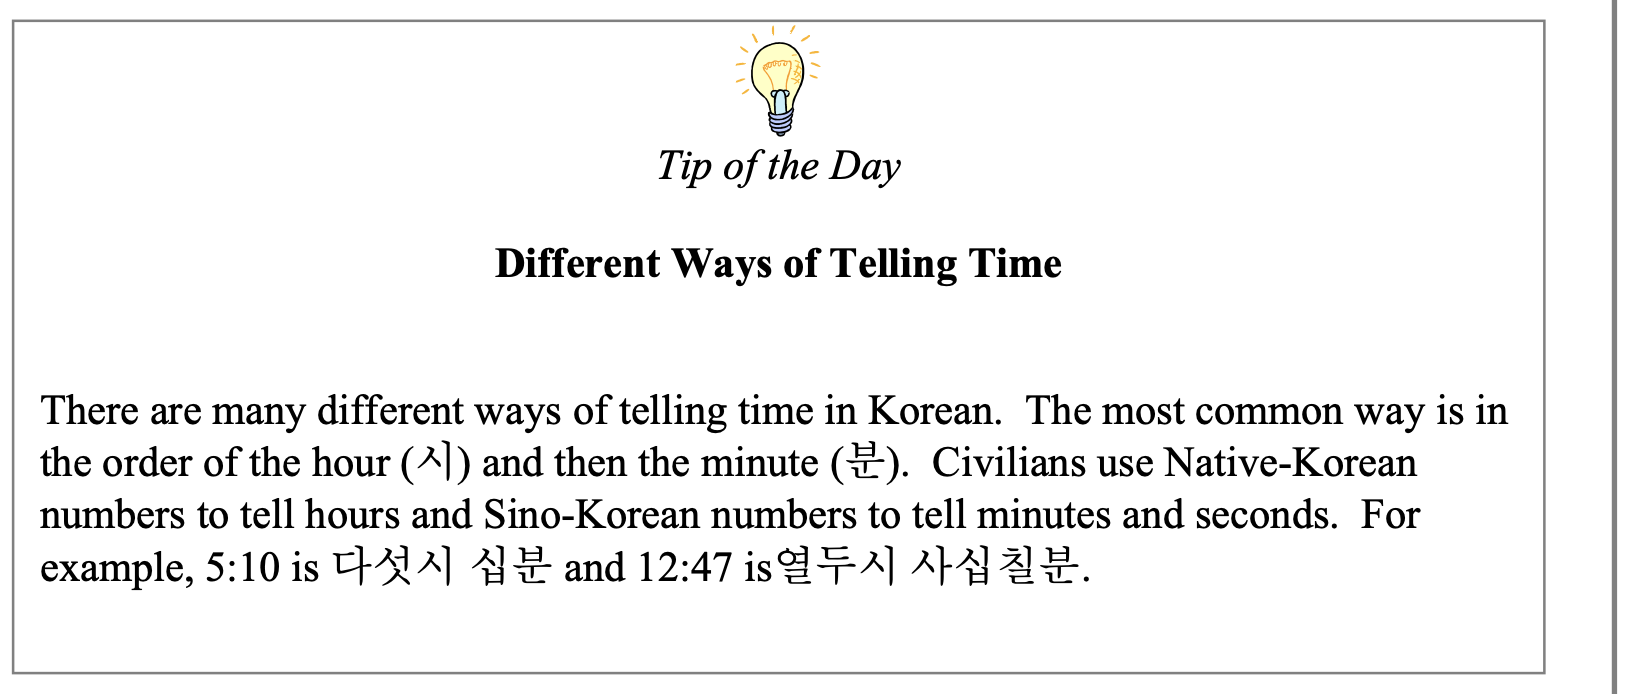 Tip of the Day
Different Ways of Telling Time
There are many different ways of telling time in Korean.  The most common way is in
the order of the hour (시) and then the minute (분).  Civilians use Native-Korean
numbers to tell hours and Sino-Korean numbers to tell minutes and seconds.  For
example, 5:10 is 다섯시 십분 and 12:47 is열두시 사십칠분.